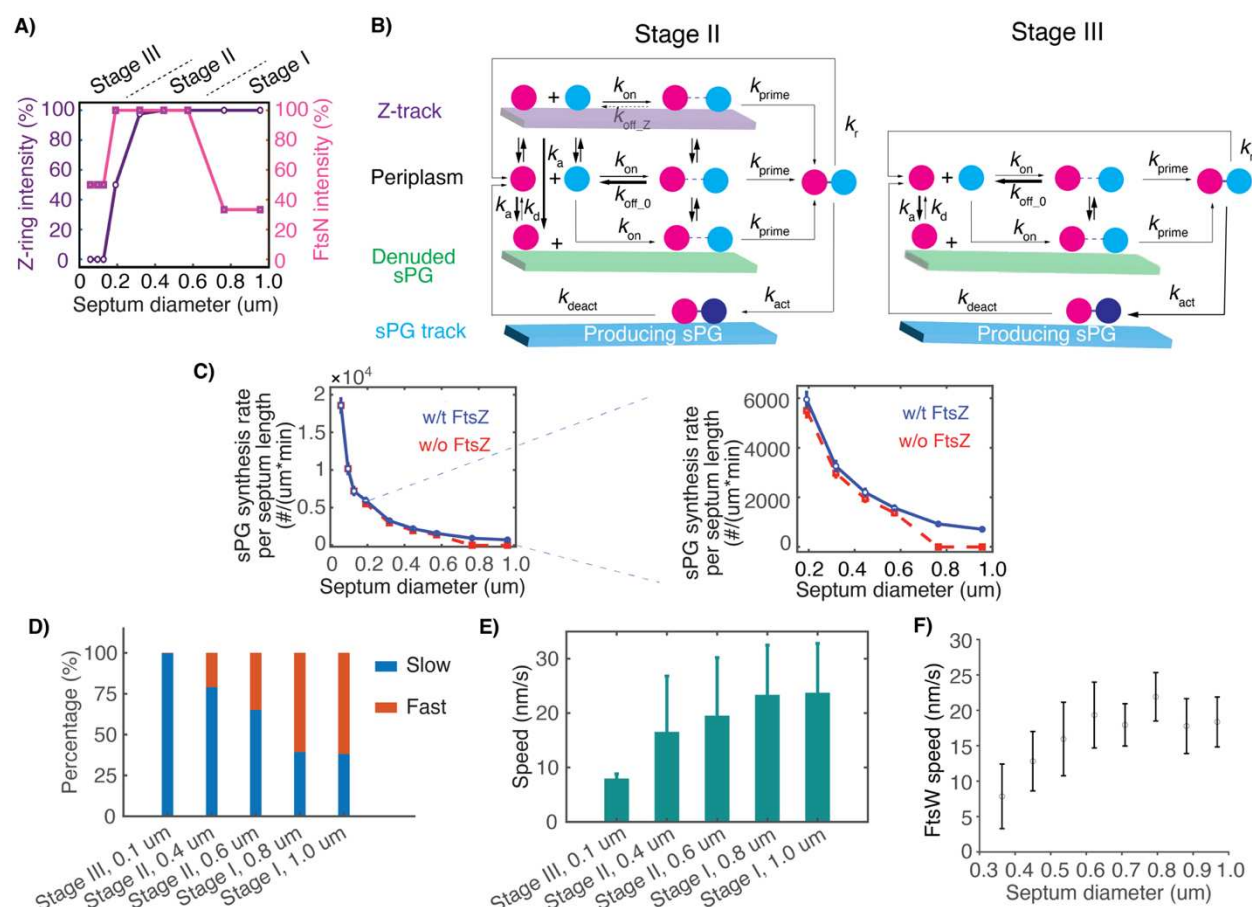 A)
Stage III
Stage II
Stage I
Z-ring intensity (%)
100
80
60
40
20
0
100
80
60
40
20
0
FtsN intensity (%)
0 0.2 0.4 0.6 0.8 1.0
Septum diameter (um)
B)
Stage II
Z-track
Periplasm
Denuded
sPG
sPG track
+ k_on k_off_Z k_prime
k_r
k_a
+ k_on k_off_0 k_prime
k_a k_d
+ k_on k_prime
k_deact k_act
Producing sPG
Stage III
k_r
+ k_on k_off_0 k_prime
k_a k_d
+ k_on k_prime
k_deact k_act
Producing sPG
C)
×10⁴
sPG synthesis rate
per septum length
(#/(um*min)
2
1.5
1
0.5
0
w/t FtsZ
w/o FtsZ
0 0.2 0.4 0.6 0.8 1.0
Septum diameter (um)
sPG synthesis rate
per septum length
(#/(um*min)
6000
4000
2000
0
w/t FtsZ
w/o FtsZ
0.2 0.4 0.6 0.8 1.0
Septum diameter (um)
D)
Percentage (%)
100
75
50
25
0
Slow
Fast
Stage III, 0.1 um
Stage II, 0.4 um
Stage II, 0.6 um
Stage I, 0.8 um
Stage I, 1.0 um
E)
Speed (nm/s)
30
20
10
0
Stage III, 0.1 um
Stage II, 0.4 um
Stage II, 0.6 um
Stage I, 0.8 um
Stage I, 1.0 um
F)
FtsW speed (nm/s)
30
25
20
15
10
5
0
0.3 0.4 0.5 0.6 0.7 0.8 0.9 1.0
Septum diameter (um)